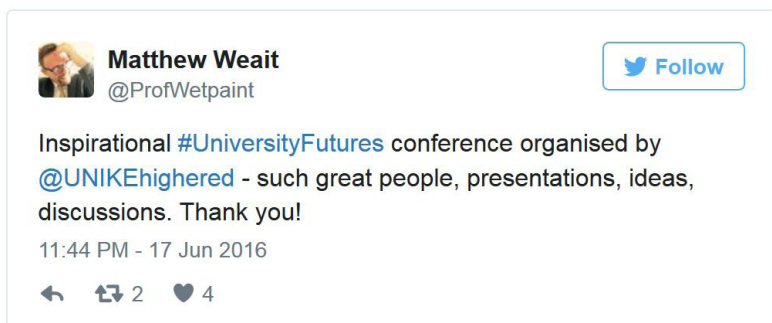 Matthew Weait
@ProfWetpaint
Follow
Inspirational #UniversityFutures conference organised by
@UNIKEhighered - such great people, presentations, ideas,
discussions. Thank you!
11:44 PM - 17 Jun 2016
2 4